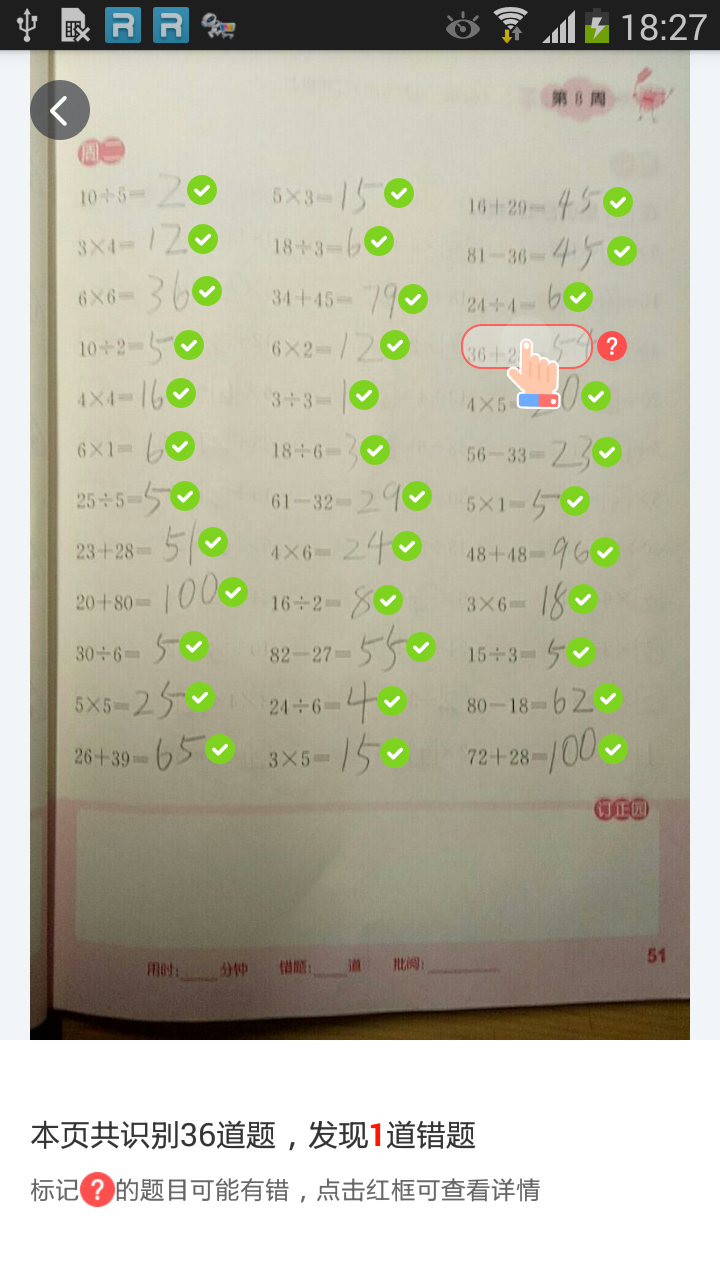 18:27
第 8 周
周二
10÷5=2 5×3=15 16+29=45
3×4=12 18÷3=6 81-36=45
6×6=36 34+45=79 24÷4=6
10÷2=5 6×2=12 36+2 54 ?
4×4=16 3÷3=1 4×5=20
6×1=6 18÷6=3 56-33=23
25÷5=5 61-32=29 5×1=5
23+28=51 4×6=24 48+48=96
20+80=100 16÷2=8 3×6=18
30÷6=5 82-27=55 15÷3=5
5×5=25 24÷6=4 80-18=62
26+39=65 3×5=15 72+28=100
订正园
用时:____分钟 错题:____道 批阅:________
51
本页共识别36道题，发现1道错题
标记?的题目可能有错，点击红框可查看详情